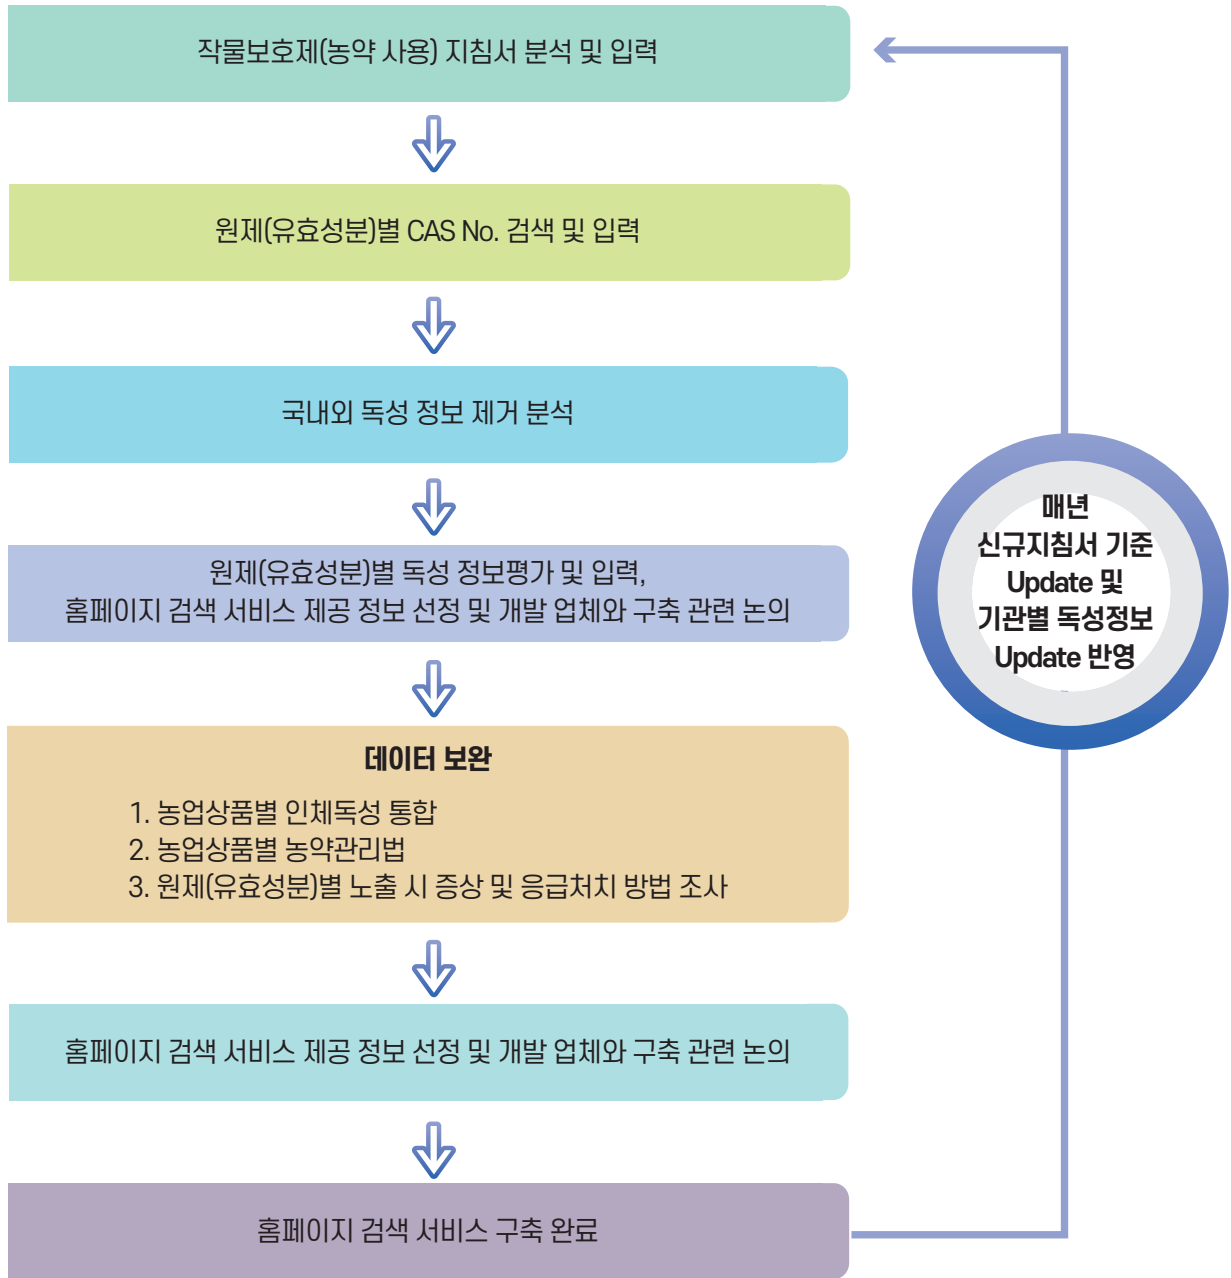 작물보호제(농약 사용) 지침서 분석 및 입력
원제(유효성분)별 CAS No. 검색 및 입력
국내외 독성 정보 제거 분석
원제(유효성분)별 독성 정보평가 및 입력,
홈페이지 검색 서비스 제공 정보 선정 및 개발 업체와 구축 관련 논의
데이터 보완
1. 농업상품별 인체독성 통합
2. 농업상품별 농약관리법
3. 원제(유효성분)별 노출 시 증상 및 응급처치 방법 조사
홈페이지 검색 서비스 제공 정보 선정 및 개발 업체와 구축 관련 논의
홈페이지 검색 서비스 구축 완료
매년
신규지침서 기준
Update 및
기관별 독성정보
Update 반영